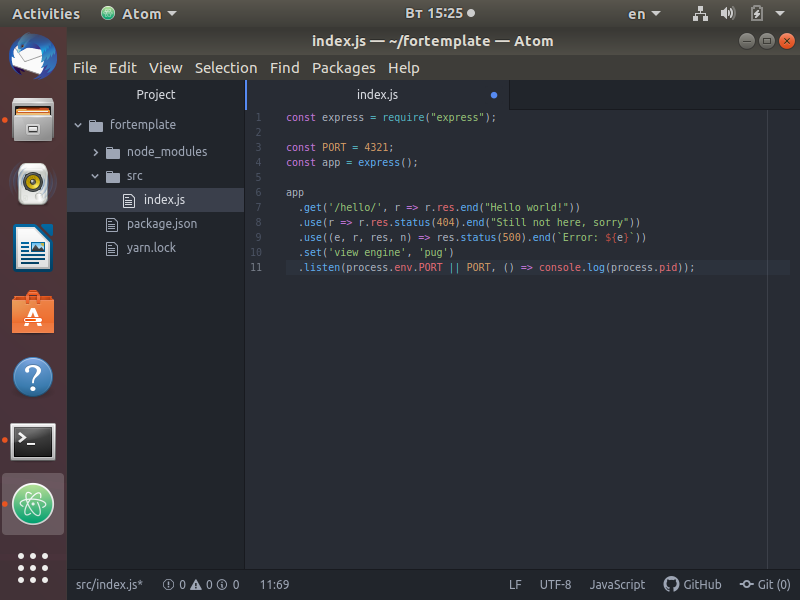 Activities Atom Вт 15:25 en
index.js — ~/fortemplate — Atom
File Edit View Selection Find Packages Help
Project index.js
fortemplate
node_modules
src
index.js
package.json
yarn.lock
1 const express = require("express");
2
3 const PORT = 4321;
4 const app = express();
5
6 app
7 .get('/hello/', r => r.res.end("Hello world!"))
8 .use(r => r.res.status(404).end("Still not here, sorry"))
9 .use((e, r, res, n) => res.status(500).end(`Error: ${e}`))
10 .set('view engine', 'pug')
11 .listen(process.env.PORT || PORT, () => console.log(process.pid));
src/index.js* 0 0 0 11:69 LF UTF-8 JavaScript GitHub Git (0)